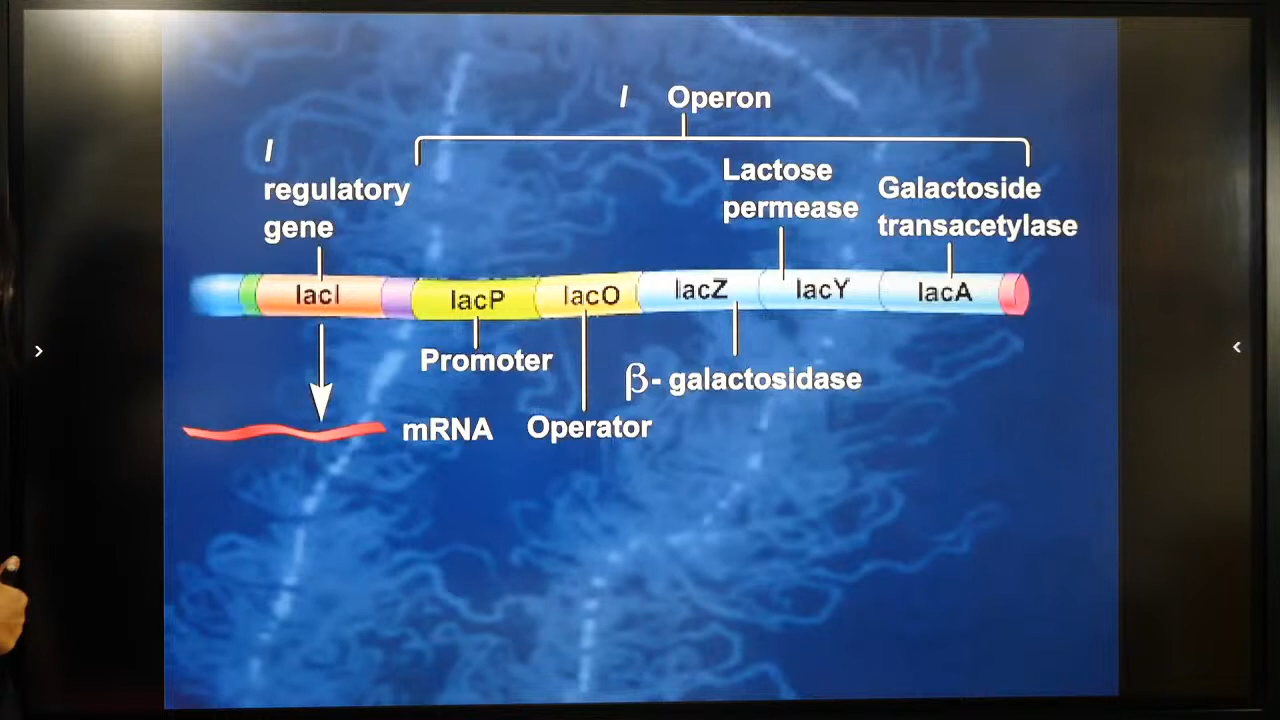 l Operon
l
regulatory
gene
Lactose
permease
Galactoside
transacetylase
lacI
lacP
lacO
lacZ
lacY
lacA
Promoter
β- galactosidase
mRNA
Operator